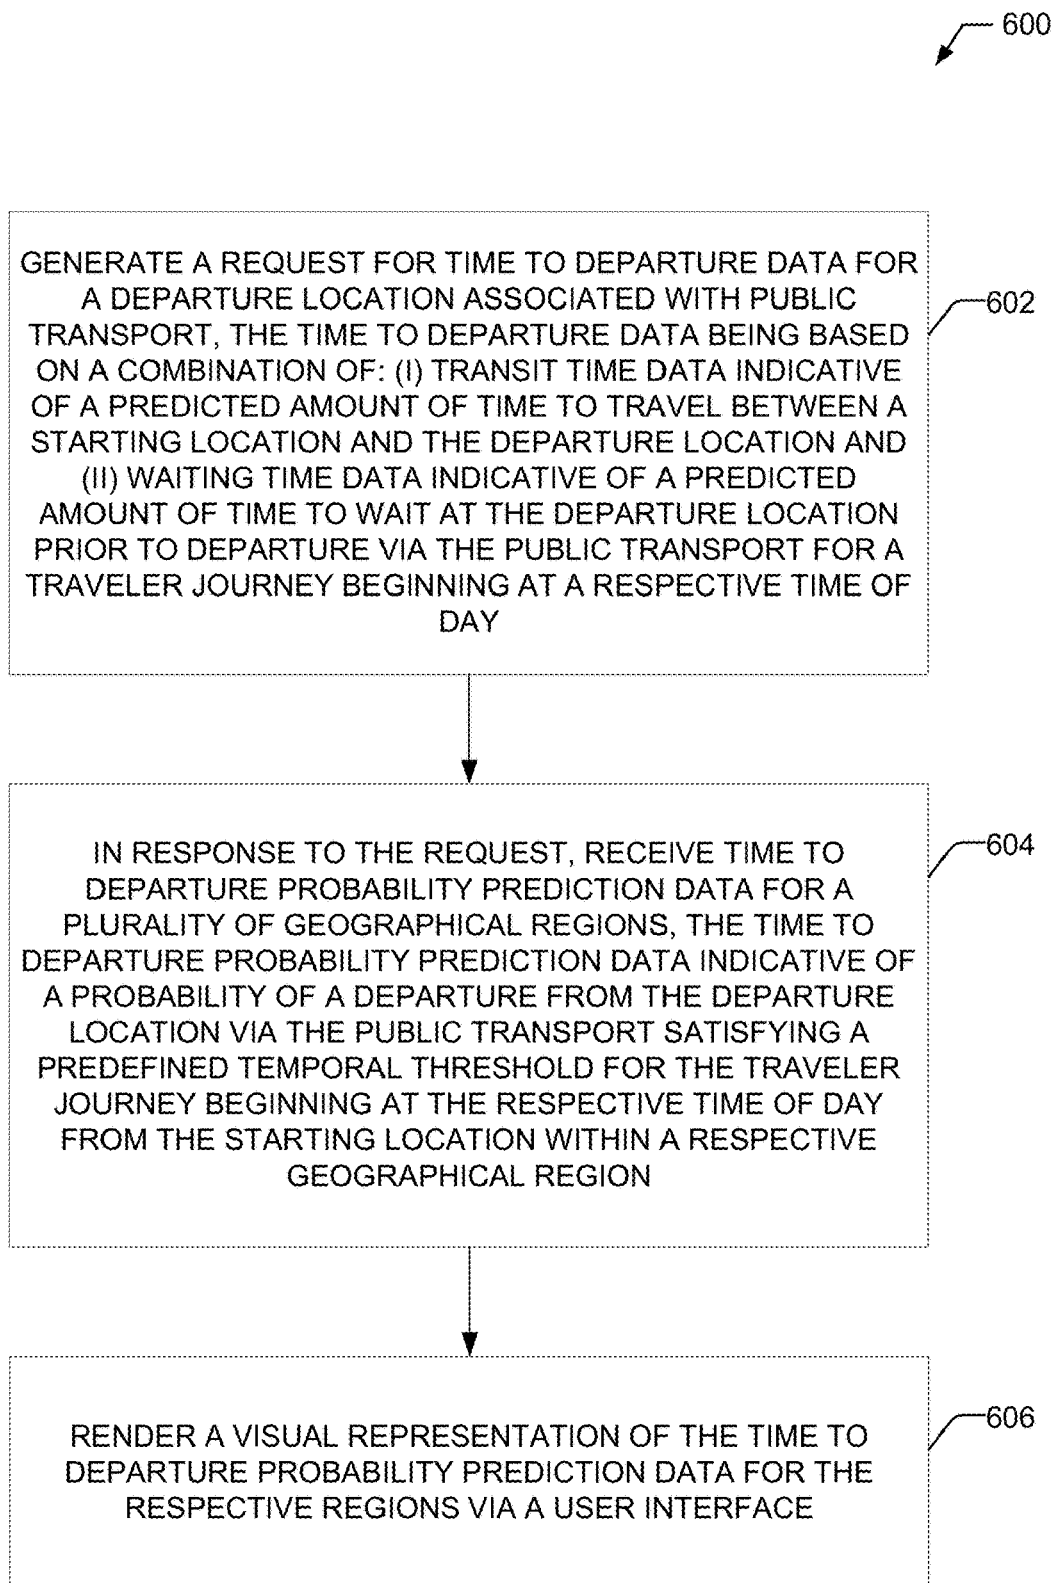 600
GENERATE A REQUEST FOR TIME TO DEPARTURE DATA FOR
A DEPARTURE LOCATION ASSOCIATED WITH PUBLIC
TRANSPORT, THE TIME TO DEPARTURE DATA BEING BASED
ON A COMBINATION OF: (I) TRANSIT TIME DATA INDICATIVE
OF A PREDICTED AMOUNT OF TIME TO TRAVEL BETWEEN A
STARTING LOCATION AND THE DEPARTURE LOCATION AND
(II) WAITING TIME DATA INDICATIVE OF A PREDICTED
AMOUNT OF TIME TO WAIT AT THE DEPARTURE LOCATION
PRIOR TO DEPARTURE VIA THE PUBLIC TRANSPORT FOR A
TRAVELER JOURNEY BEGINNING AT A RESPECTIVE TIME OF
DAY
602
IN RESPONSE TO THE REQUEST, RECEIVE TIME TO
DEPARTURE PROBABILITY PREDICTION DATA FOR A
PLURALITY OF GEOGRAPHICAL REGIONS, THE TIME TO
DEPARTURE PROBABILITY PREDICTION DATA INDICATIVE OF
A PROBABILITY OF A DEPARTURE FROM THE DEPARTURE
LOCATION VIA THE PUBLIC TRANSPORT SATISFYING A
PREDEFINED TEMPORAL THRESHOLD FOR THE TRAVELER
JOURNEY BEGINNING AT THE RESPECTIVE TIME OF DAY
FROM THE STARTING LOCATION WITHIN A RESPECTIVE
GEOGRAPHICAL REGION
604
RENDER A VISUAL REPRESENTATION OF THE TIME TO
DEPARTURE PROBABILITY PREDICTION DATA FOR THE
RESPECTIVE REGIONS VIA A USER INTERFACE
606